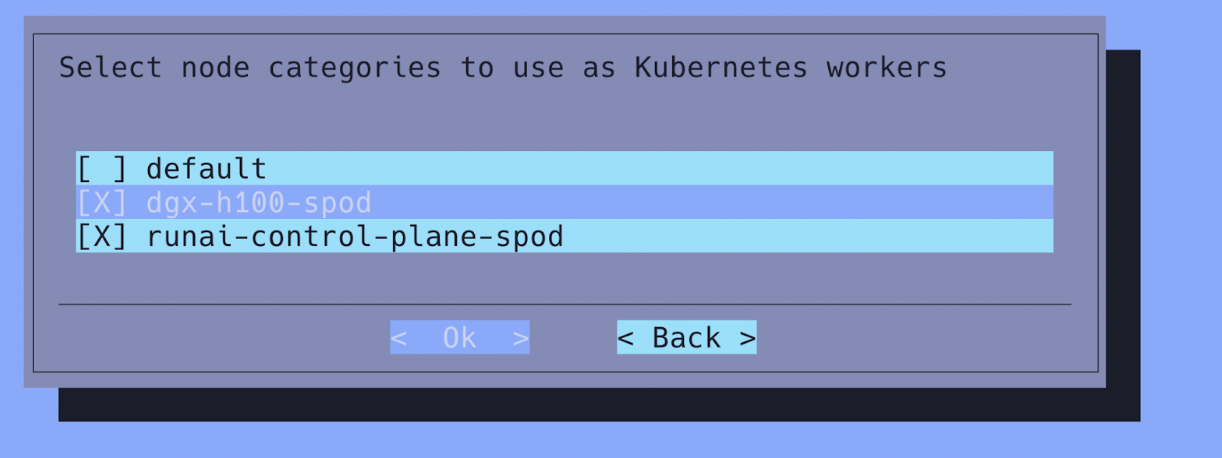 Select node categories to use as Kubernetes workers
[ ] default
[X] dgx-h100-spod
[X] runai-control-plane-spod
<  Ok  > < Back >